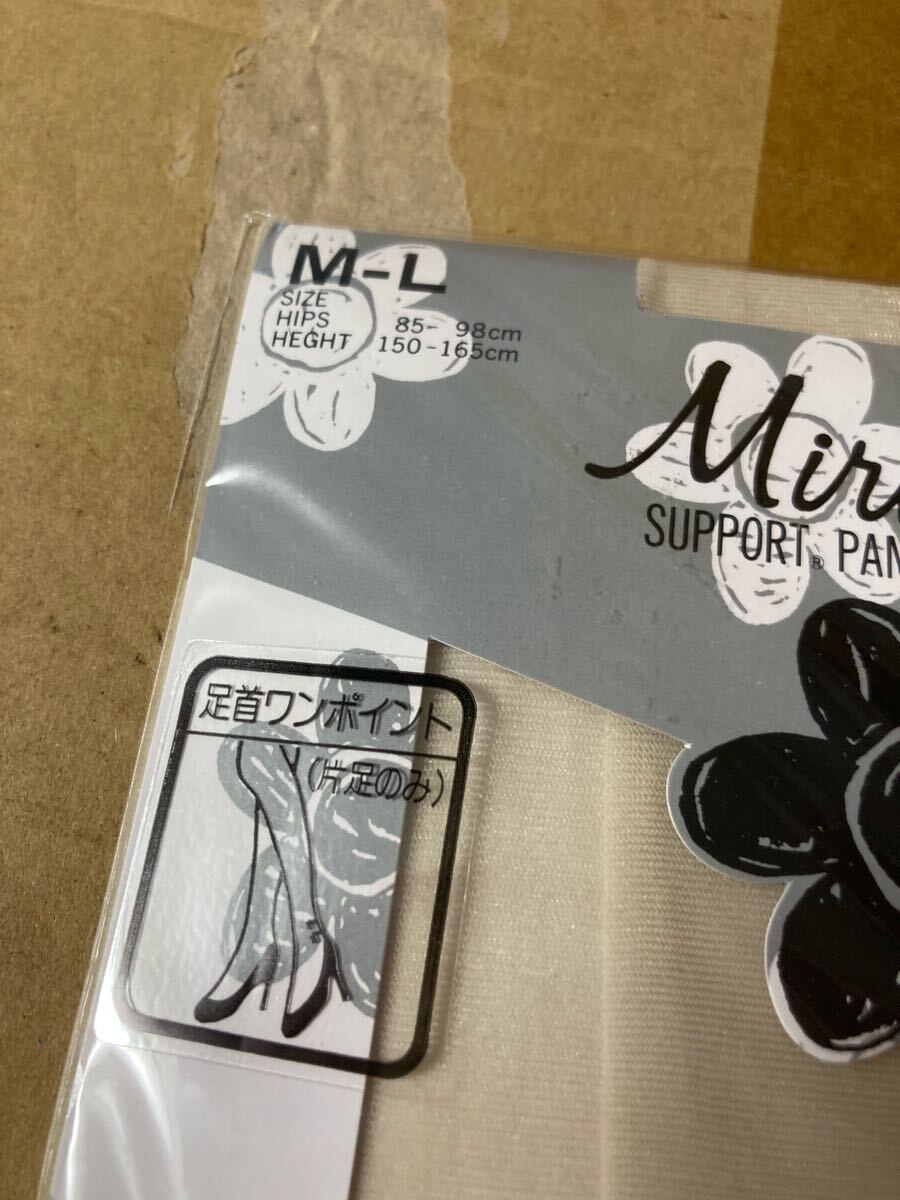 M-L
SIZE
HIPS 85- 98cm
HEGHT 150-165cm
SUPPORT®
足首ワンポイント
(片足のみ)